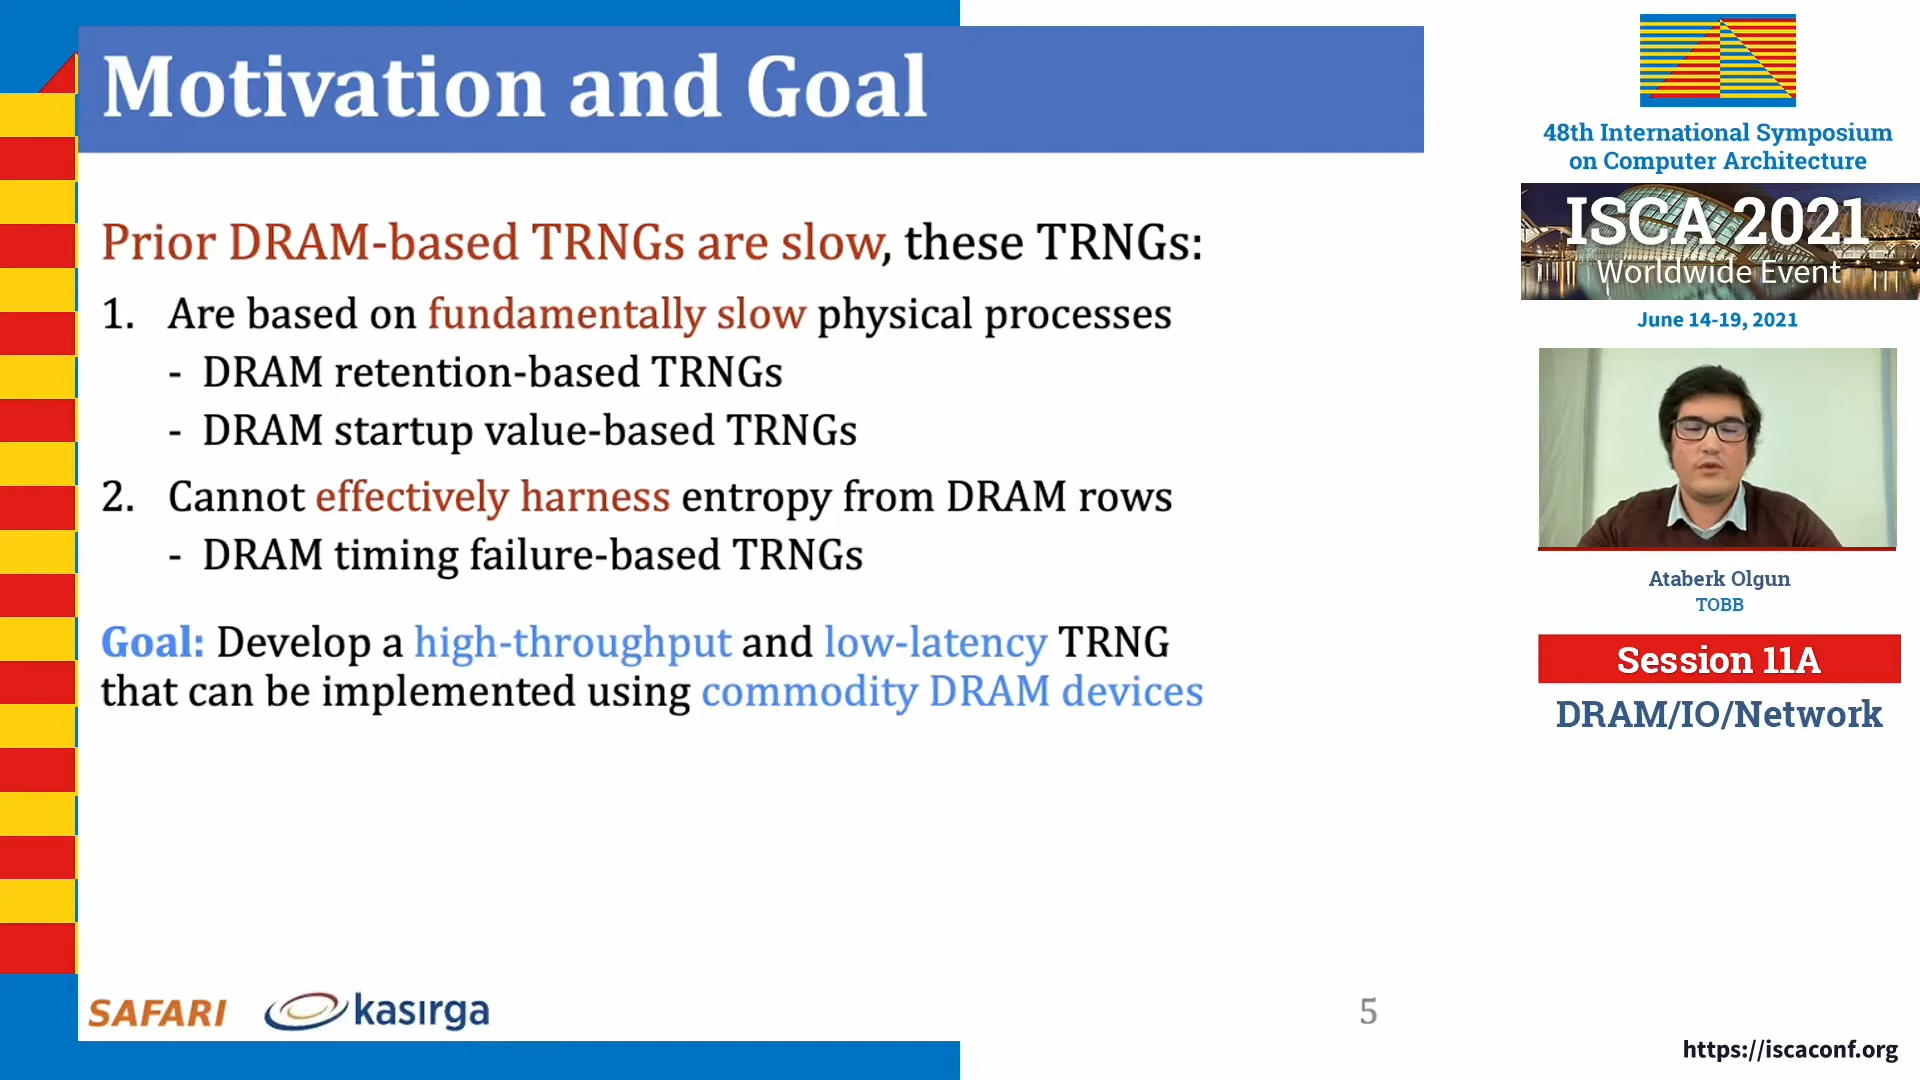 Motivation and Goal
Prior DRAM-based TRNGs are slow, these TRNGs:
1. Are based on fundamentally slow physical processes
- DRAM retention-based TRNGs
- DRAM startup value-based TRNGs
2. Cannot effectively harness entropy from DRAM rows
- DRAM timing failure-based TRNGs
Goal: Develop a high-throughput and low-latency TRNG
that can be implemented using commodity DRAM devices
SAFARI
kasırga
5
48th International Symposium
on Computer Architecture
ISCA 2021
Worldwide Event
June 14-19, 2021
Ataberk Olgun
TOBB
Session 11A
DRAM/IO/Network
https://iscaconf.org